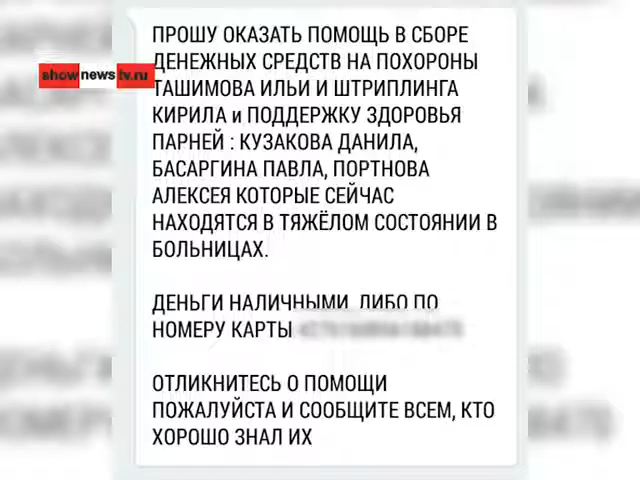 shownewstv.ru
ПРОШУ ОКАЗАТЬ ПОМОЩЬ В СБОРЕ
ДЕНЕЖНЫХ СРЕДСТВ НА ПОХОРОНЫ
ТАШИМОВА ИЛЬИ И ШТРИПЛИНГА
КИРИЛА и ПОДДЕРЖКУ ЗДОРОВЬЯ
ПАРНЕЙ : КУЗАКОВА ДАНИЛА,
БАСАРГИНА ПАВЛА, ПОРТНОВА
АЛЕКСЕЯ КОТОРЫЕ СЕЙЧАС
НАХОДЯТСЯ В ТЯЖЁЛОМ СОСТОЯНИИ В
БОЛЬНИЦАХ.
ДЕНЬГИ НАЛИЧНЫМИ, ЛИБО ПО
НОМЕРУ КАРТЫ
ОТЛИКНИТЕСЬ О ПОМОЩИ
ПОЖАЛУЙСТА И СООБЩИТЕ ВСЕМ, КТО
ХОРОШО ЗНАЛ ИХ